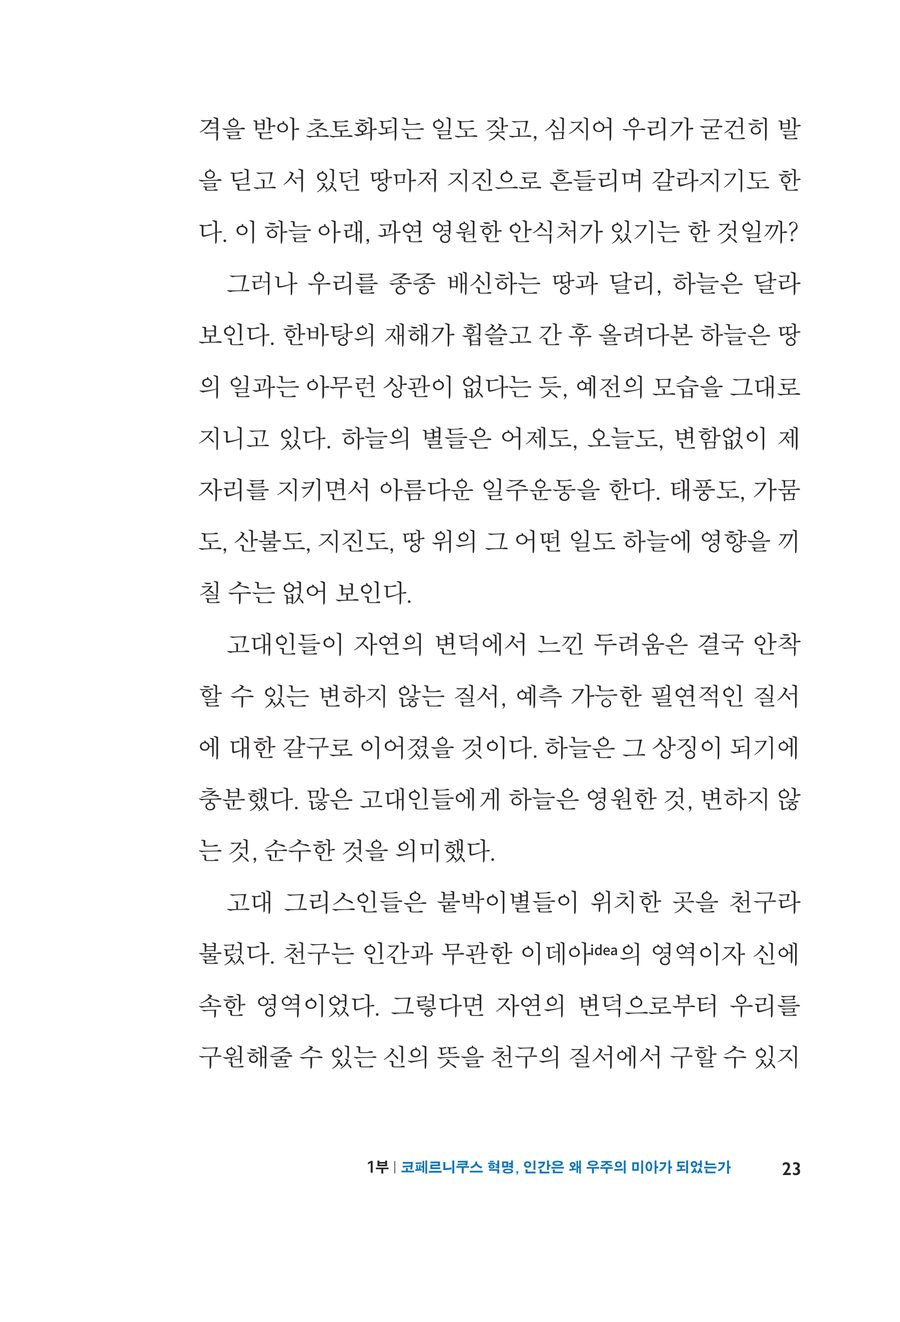 격을 받아 초토화되는 일도 잦고, 심지어 우리가 굳건히 발
을 딛고 서 있던 땅마저 지진으로 흔들리며 갈라지기도 한
다. 이 하늘 아래, 과연 영원한 안식처가 있기는 한 것일까?
그러나 우리를 종종 배신하는 땅과 달리, 하늘은 달라
보인다. 한바탕의 재해가 휩쓸고 간 후 올려다본 하늘은 땅
의 일과는 아무런 상관이 없다는 듯, 예전의 모습을 그대로
지니고 있다. 하늘의 별들은 어제도, 오늘도, 변함없이 제
자리를 지키면서 아름다운 일주운동을 한다. 태풍도, 가뭄
도, 산불도, 지진도, 땅 위의 그 어떤 일도 하늘에 영향을 끼
칠 수는 없어 보인다.
고대인들이 자연의 변덕에서 느낀 두려움은 결국 안착
할 수 있는 변하지 않는 질서, 예측 가능한 필연적인 질서
에 대한 갈구로 이어졌을 것이다. 하늘은 그 상징이 되기에
충분했다. 많은 고대인들에게 하늘은 영원한 것, 변하지 않
는 것, 순수한 것을 의미했다.
고대 그리스인들은 붙박이별들이 위치한 곳을 천구라
불렀다. 천구는 인간과 무관한 이데아idea의 영역이자 신에
속한 영역이었다. 그렇다면 자연의 변덕으로부터 우리를
구원해줄 수 있는 신의 뜻을 천구의 질서에서 구할 수 있지
1부 | 코페르니쿠스 혁명, 인간은 왜 우주의 미아가 되었는가 23